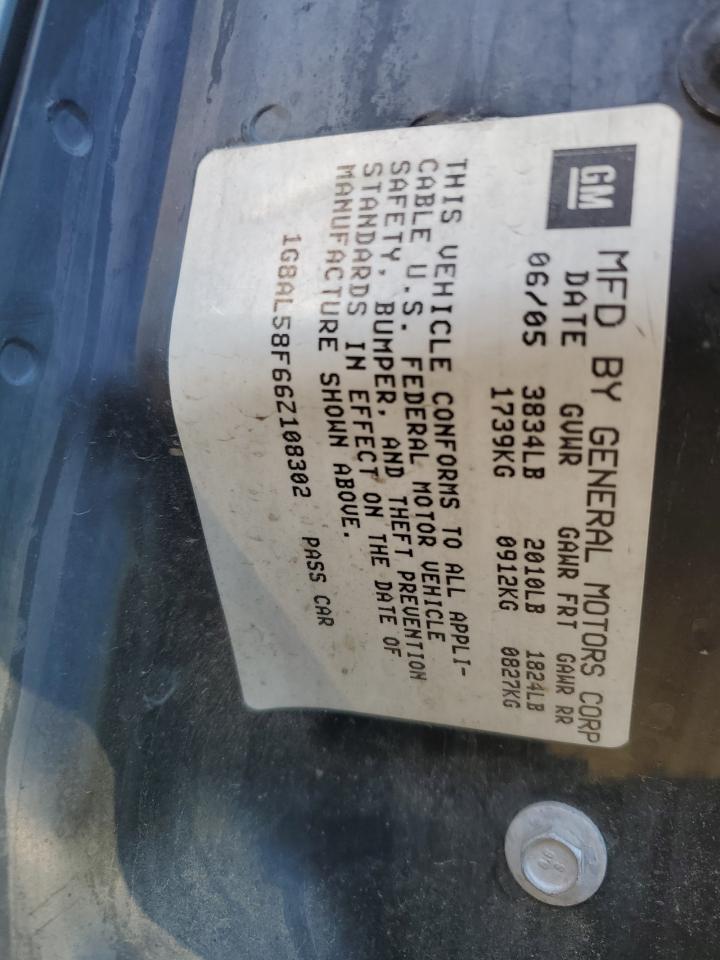 GM
MFD BY GENERAL MOTORS CORP
DATE GVWR GAWR FRT GAWR RR
06/05 3834LB 2010LB 1824LB
1739KG 0912KG 0827KG
THIS VEHICLE CONFORMS TO ALL APPLI-
CABLE U.S. FEDERAL MOTOR VEHICLE
SAFETY, BUMPER, AND THEFT PREVENTION
STANDARDS IN EFFECT ON THE DATE OF
MANUFACTURE SHOWN ABOVE.
1G8AL58F66Z108302 PASS CAR